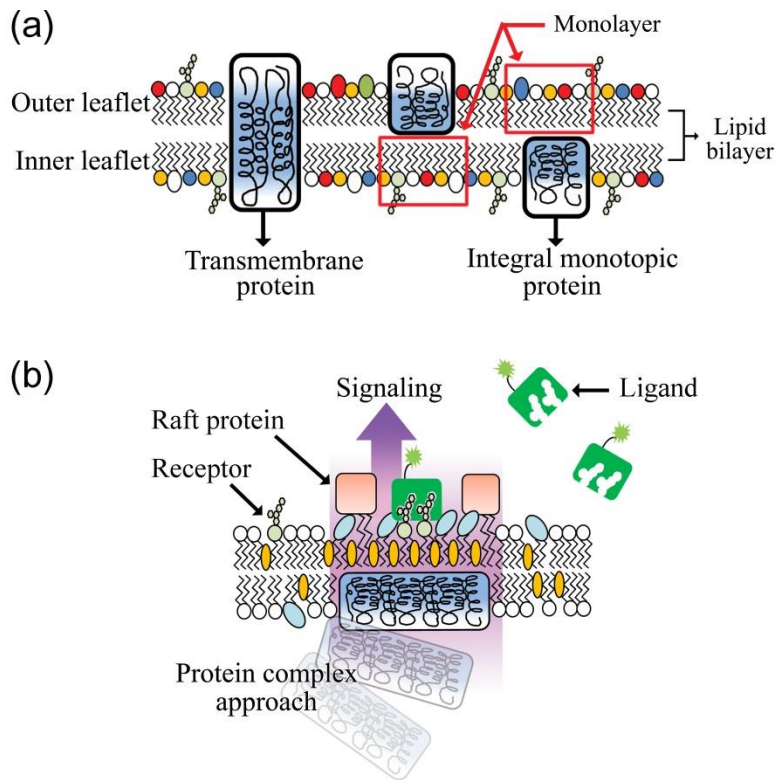 (a)
Monolayer
Outer leaflet
Inner leaflet
Lipid
bilayer
Transmembrane
protein
Integral monotopic
protein
(b)
Signaling
Ligand
Raft protein
Receptor
Protein complex
approach